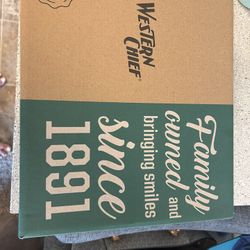 WESTERN
CHIEF®
Family
owned and
bringing smiles
since
1891